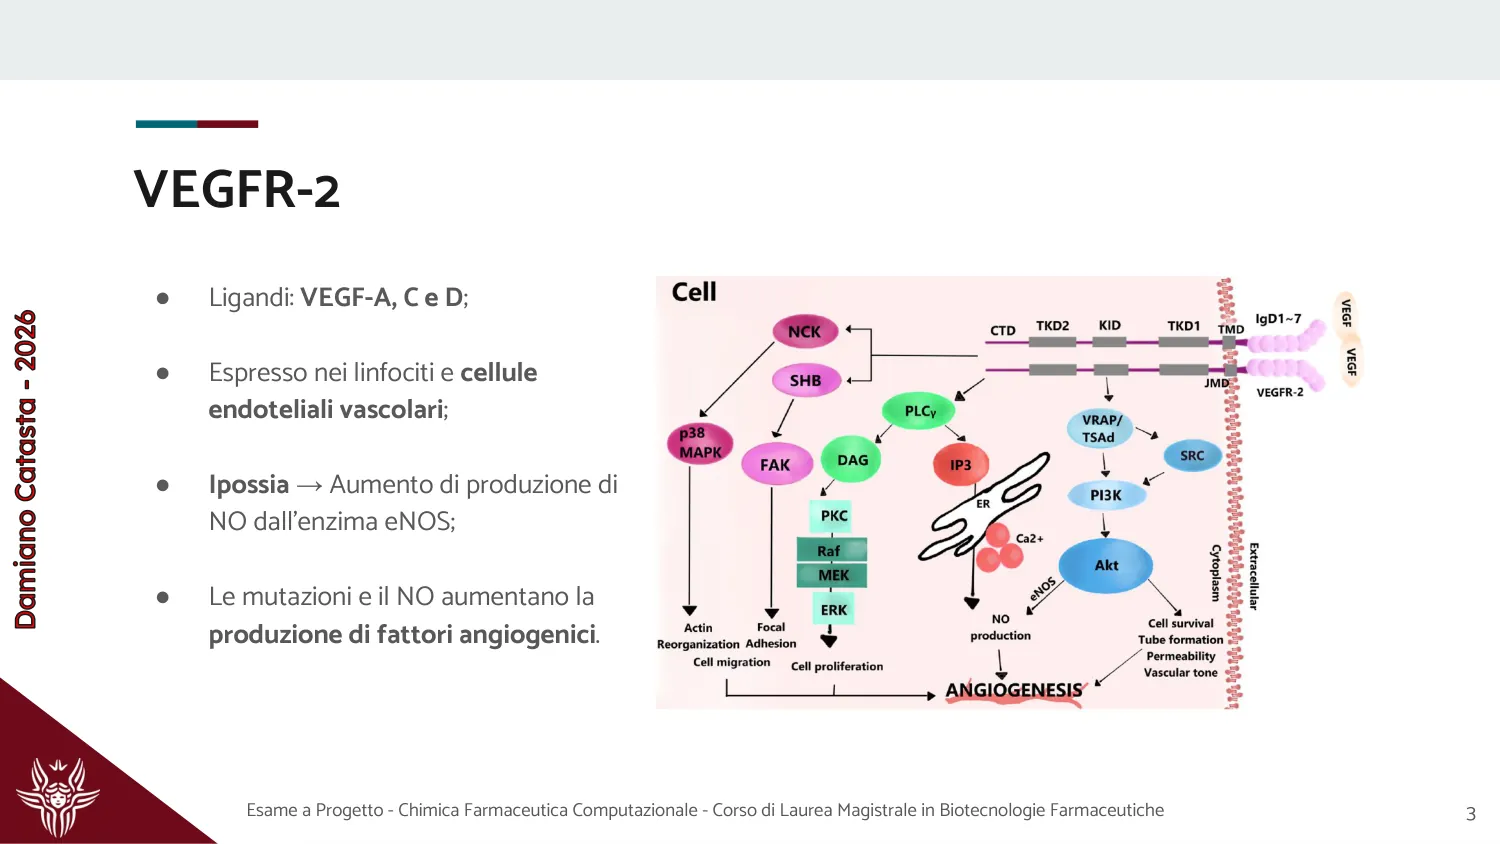 VEGFR-2
● Ligandi: VEGF-A, C e D;
● Espresso nei linfociti e cellule
endoteliali vascolari;
● Ipossia → Aumento di produzione di
NO dall'enzima eNOS;
● Le mutazioni e il NO aumentano la
produzione di fattori angiogenici.
Damiano Catasta - 2026
Cell
NCK
SHB
p38
MAPK
FAK
PLCγ
DAG
IP3
PKC
Raf
MEK
ERK
ER
Ca2+
CTD
TKD2
KID
TKD1
TMD
JMD
IgD1~7
VEGFR-2
VEGF
VEGF
VRAP/
TSAd
SRC
PI3K
Akt
eNOS
Cytoplasm
Extracellular
Actin
Reorganization
Focal
Adhesion
Cell migration
Cell proliferation
NO
production
Cell survival
Tube formation
Permeability
Vascular tone
ANGIOGENESIS
Esame a Progetto - Chimica Farmaceutica Computazionale - Corso di Laurea Magistrale in Biotecnologie Farmaceutiche
3